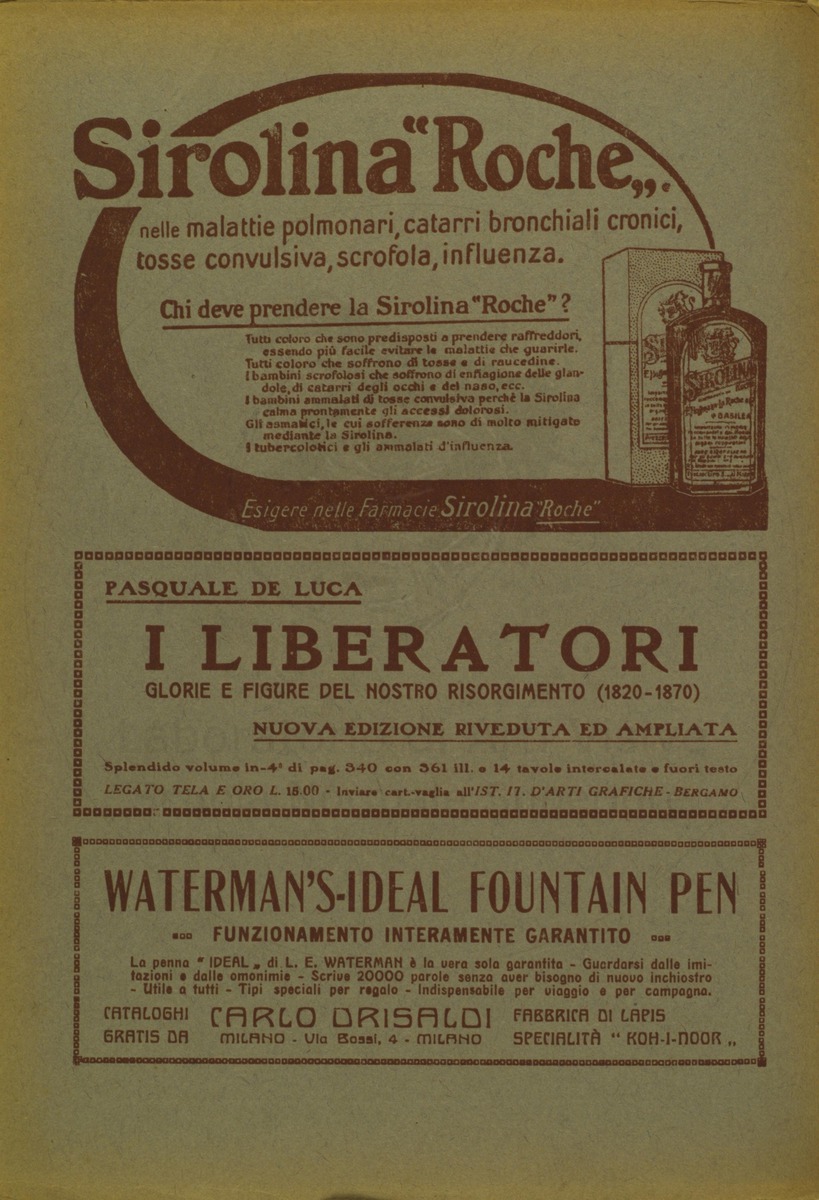 Sirolina "Roche„.
nelle malattie polmonari, catarri bronchiali cronici,
tosse convulsiva, scrofola, influenza.
Chi deve prendere la Sirolina "Roche"?
Tutti coloro che sono predisposti a prendere raffreddori,
essendo più facile evitare le malattie che guarirle.
Tutti coloro che soffrono di tosse e di raucedine.
I bambini scrofolosi che soffrono di enfiagione delle glan-
dole, di catarri degli occhi e del naso, ecc.
I bambini ammalati di tosse convulsiva perchè la Sirolina
calma prontamente gli accessi dolorosi.
Gli asmatici, le cui sofferenze sono di molto mitigato
mediante la Sirolina.
I tubercolotici e gli ammalati d'influenza.
SIROLINA
BASILEA
Esigere nelle Farmacie Sirolina "Roche"
PASQUALE DE LUCA
I LIBERATORI
GLORIE E FIGURE DEL NOSTRO RISORGIMENTO (1820-1870)
NUOVA EDIZIONE RIVEDUTA ED AMPLIATA
Splendido volume in-4° di pag. 340 con 361 ill. e 14 tavole intercalate e fuori testo
LEGATO TELA E ORO L. 15.00 - Inviare cart.-vaglia all'IST. IT. D'ARTI GRAFICHE - BERGAMO
WATERMAN'S-IDEAL FOUNTAIN PEN
FUNZIONAMENTO INTERAMENTE GARANTITO
La penna " IDEAL „ di L. E. WATERMAN è la vera sola garantita - Guardarsi dalle imi-
tazioni e dalle omonimie - Scrive 20000 parole senza aver bisogno di nuovo inchiostro
- Utile a tutti - Tipi speciali per regalo - Indispensabile per viaggio e per campagna.
CATALOGHI
GRATIS DA
CARLO DRISALDI
MILANO - Via Bossi, 4 - MILANO
FABBRICA DI LAPIS
SPECIALITÀ " KOH-I-NOOR „